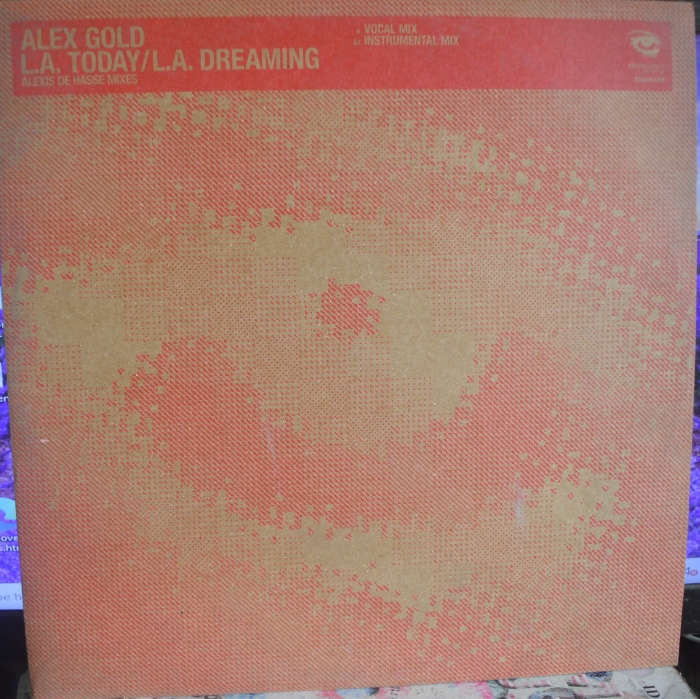 ALEX GOLD
L.A. TODAY/L.A. DREAMING
ALEXIS DE HASSE MIXES
VOCAL MIX
INSTRUMENTAL MIX